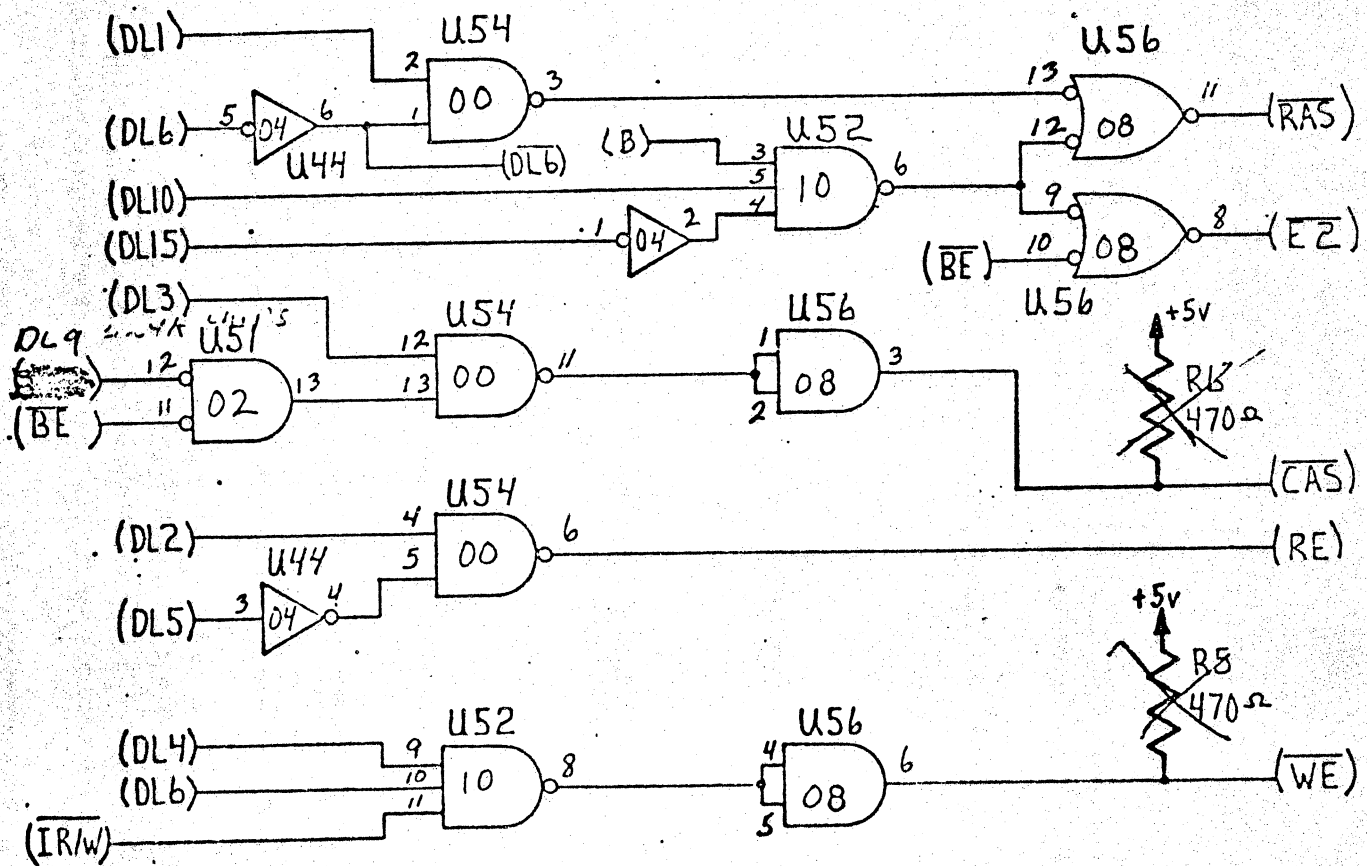 (DL1)
U54
U56
2
3
00
1
13
11
08
12
(RAS)
(DL6)
5
04
6
U44
(DL6)
(B)
U52
3
5
4
10
6
(DL10)
(DL15)
1
04
2
9
10
08
8
(EZ)
(BE)
U56
(DL3)
DL9
U51
12
11
02
13
(BE)
U54
12
13
00
11
U56
1
2
08
3
+5v
470Ω
(CAS)
U54
(DL2)
4
5
00
6
(RE)
U44
(DL5)
3
04
4
+5v
470Ω
U52
(DL4)
9
(DL6)
10
11
10
8
(IR/W)
U56
4
5
08
6
(WE)